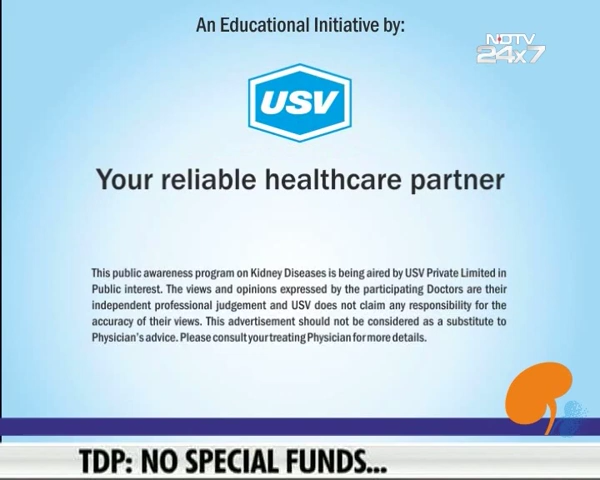 An Educational Initiative by:
NDTV
24x7
USV
Your reliable healthcare partner
This public awareness program on Kidney Diseases is being aired by USV Private Limited in
Public interest. The views and opinions expressed by the participating Doctors are their
independent professional judgement and USV does not claim any responsibility for the
accuracy of their views. This advertisement should not be considered as a substitute to
Physician's advice. Please consult your treating Physician for more details.
TDP: NO SPECIAL FUNDS...